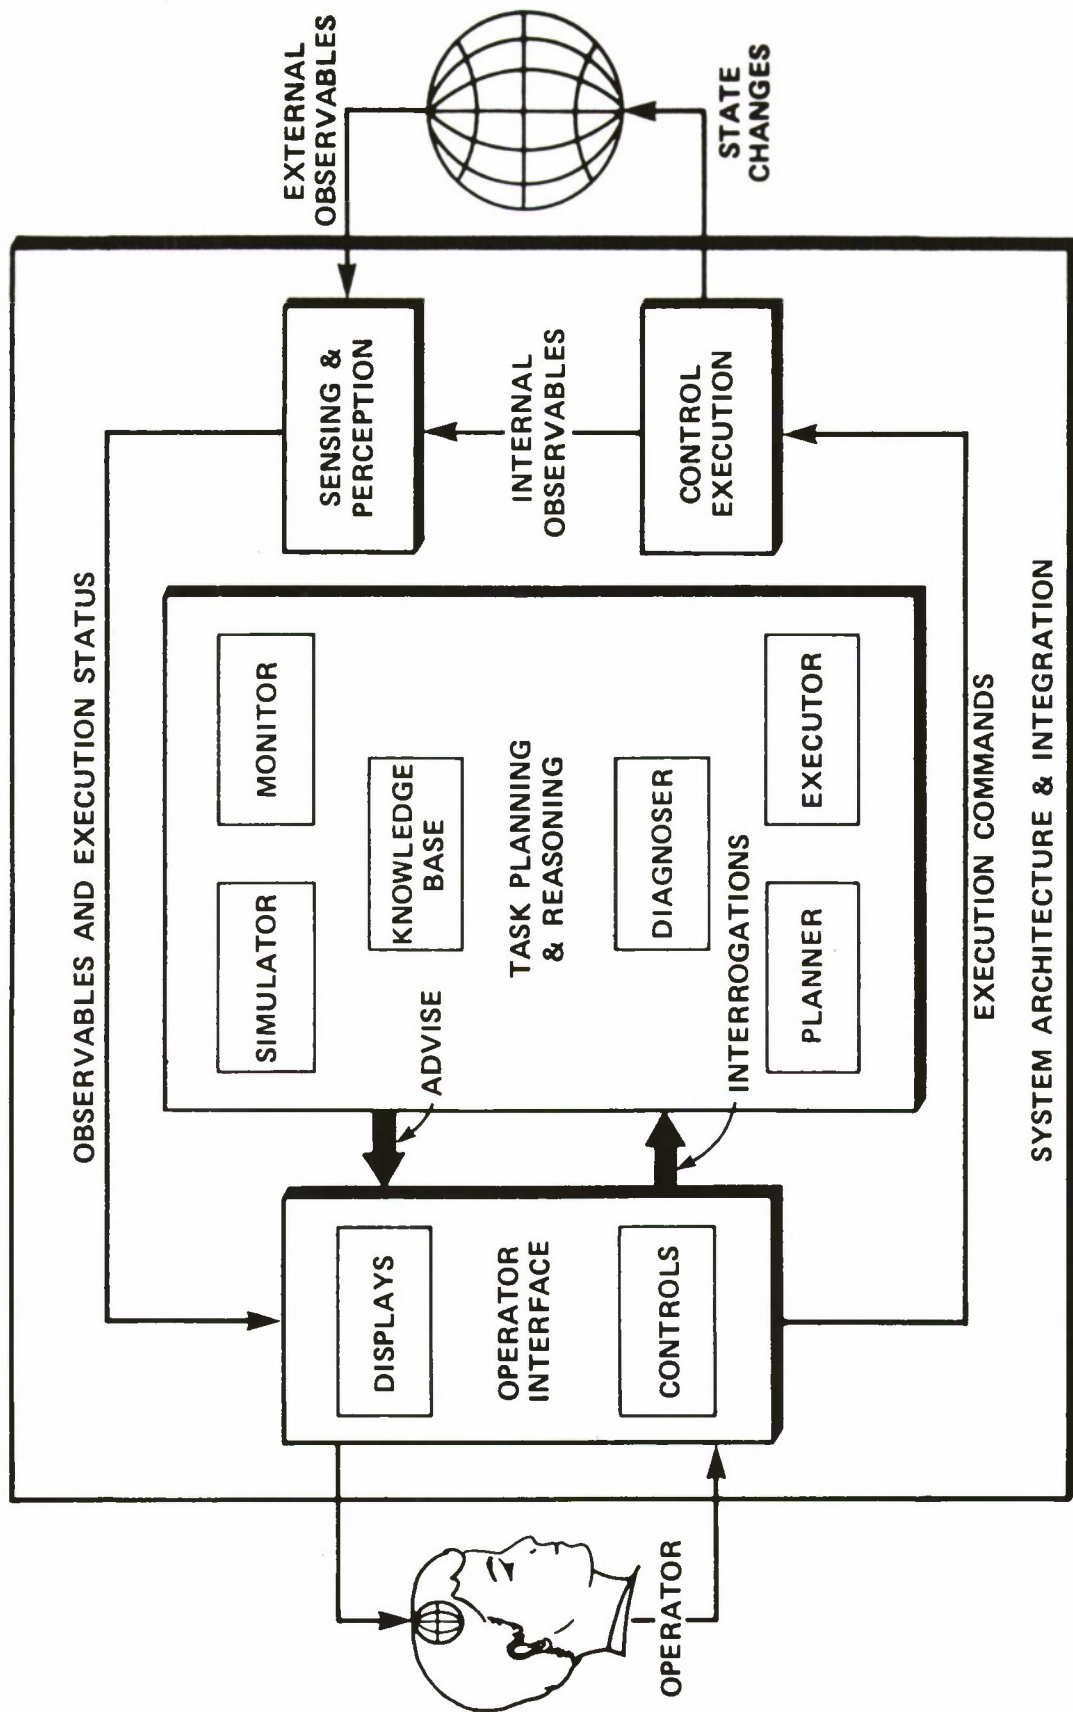 OBSERVABLES AND EXECUTION STATUS
EXTERNAL
OBSERVABLES
DISPLAYS
OPERATOR
INTERFACE
CONTROLS
ADVISE
INTERROGATIONS
SIMULATOR
MONITOR
KNOWLEDGE
BASE
TASK PLANNING
& REASONING
DIAGNOSER
PLANNER
EXECUTOR
SENSING &
PERCEPTION
INTERNAL
OBSERVABLES
CONTROL
EXECUTION
STATE
CHANGES
OPERATOR
EXECUTION COMMANDS
SYSTEM ARCHITECTURE & INTEGRATION